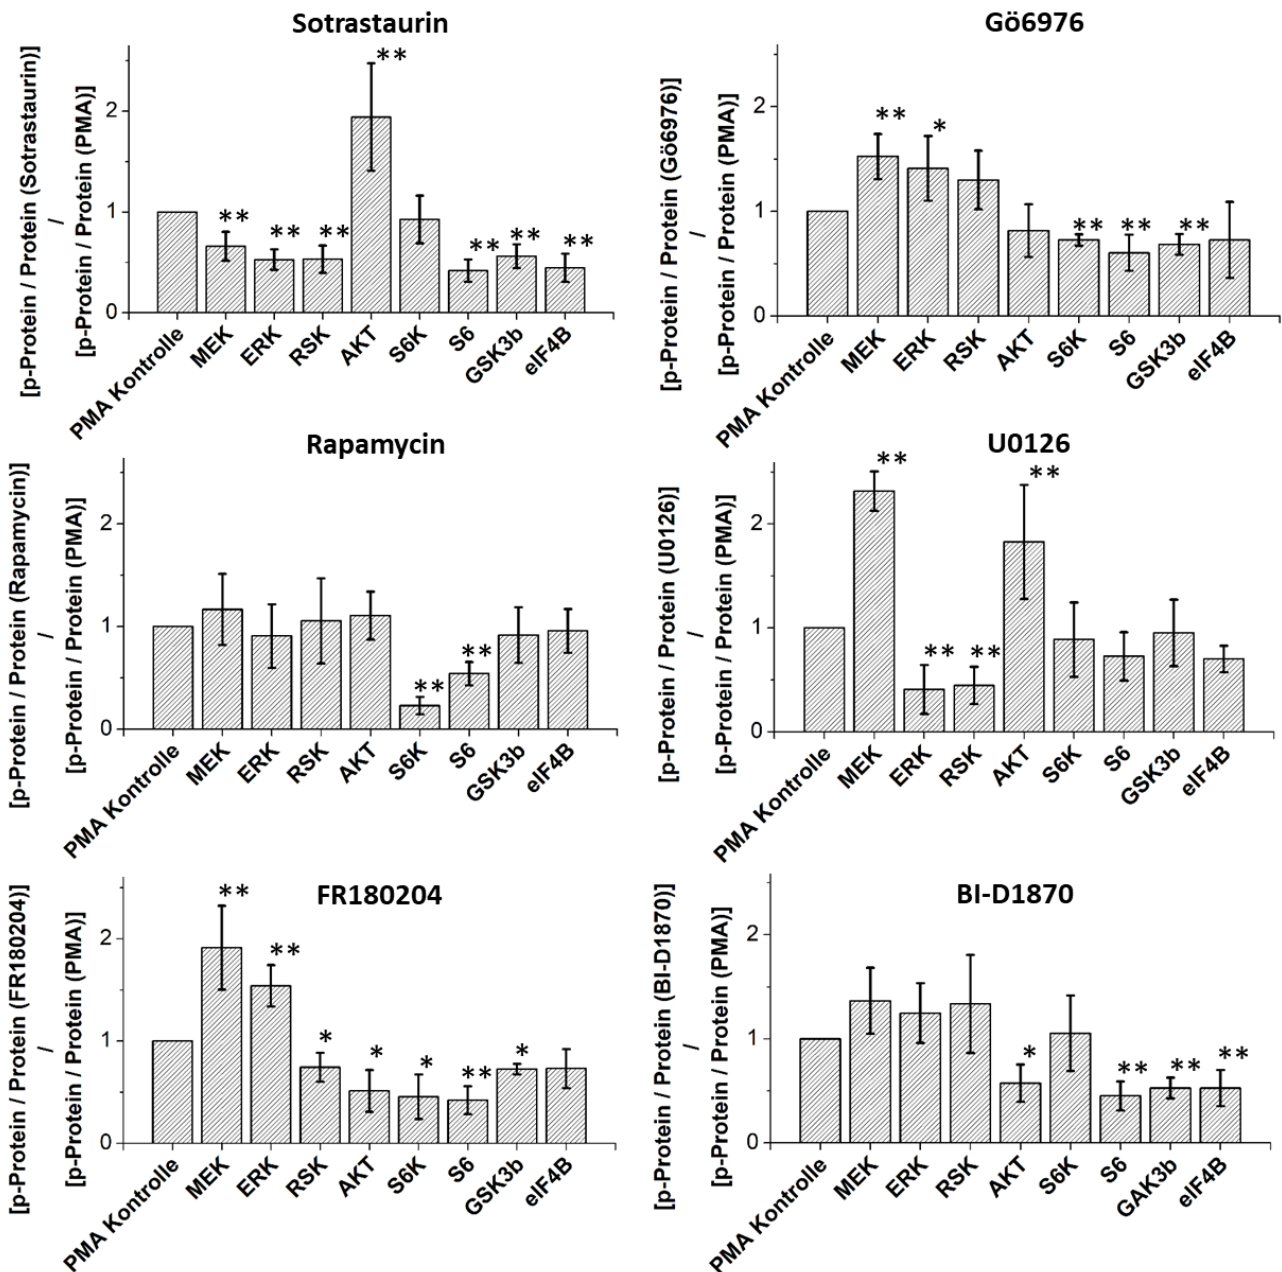 Sotrastaurin
[p-Protein / Protein (Sotrastaurin)]
/
[p-Protein / Protein (PMA)]
2
1
0
** ** ** ** ** ** **
PMA Kontrolle MEK ERK RSK AKT S6K S6 GSK3b eIF4B
Gö6976
[p-Protein / Protein (Gö6976)]
/
[p-Protein / Protein (PMA)]
2
1
0
** * ** ** **
PMA Kontrolle MEK ERK RSK AKT S6K S6 GSK3b eIF4B
Rapamycin
[p-Protein / Protein (Rapamycin)]
/
[p-Protein / Protein (PMA)]
2
1
0
** **
PMA Kontrolle MEK ERK RSK AKT S6K S6 GSK3b eIF4B
U0126
[p-Protein / Protein (U0126)]
/
[p-Protein / Protein (PMA)]
2
1
0
** ** ** **
PMA Kontrolle MEK ERK RSK AKT S6K S6 GSK3b eIF4B
FR180204
[p-Protein / Protein (FR180204)]
/
[p-Protein / Protein (PMA)]
2
1
0
** ** * * * ** *
PMA Kontrolle MEK ERK RSK AKT S6K S6 GSK3b eIF4B
BI-D1870
[p-Protein / Protein (BI-D1870)]
/
[p-Protein / Protein (PMA)]
2
1
0
* ** ** **
PMA Kontrolle MEK ERK RSK AKT S6K S6 GAK3b eIF4B